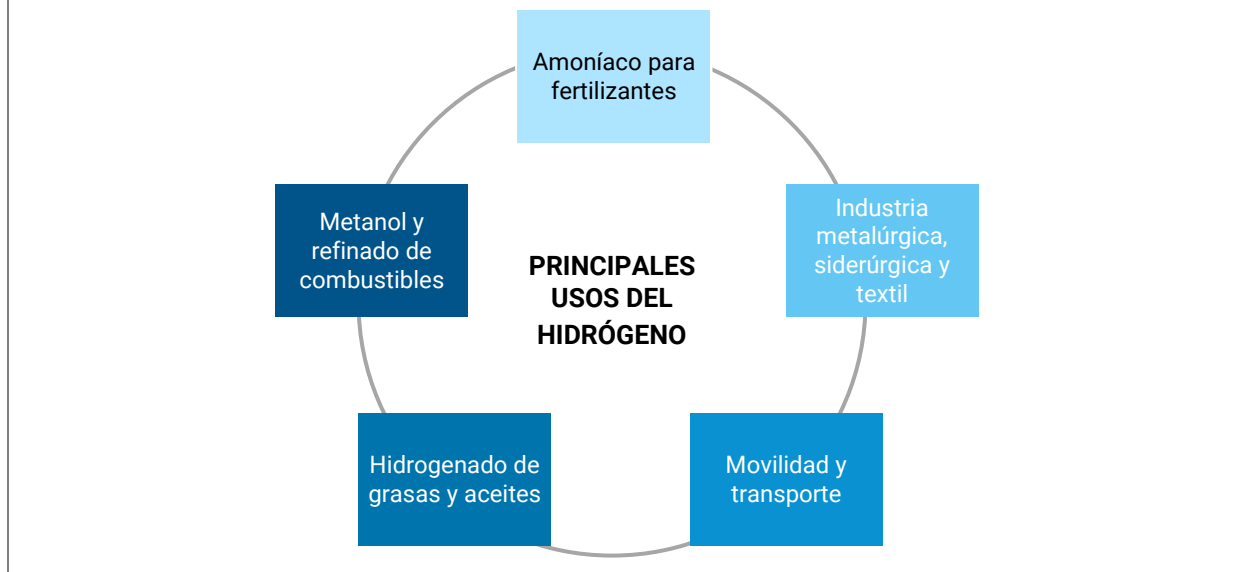 Amoníaco para
fertilizantes
Metanol y
refinado de
combustibles
Industria
metalúrgica,
siderúrgica y
textil
PRINCIPALES
USOS DEL
HIDRÓGENO
Hidrogenado de
grasas y aceites
Movilidad y
transporte